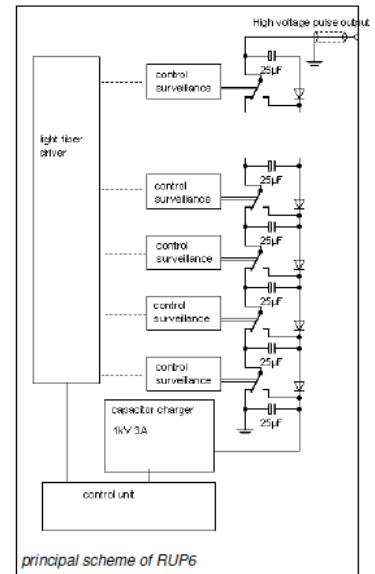 High voltage pulse output
control
surveillance
25µF
light fiber
driver
25µF
control
surveillance
25µF
control
surveillance
25µF
control
surveillance
25µF
control
surveillance
25µF
capacitor charger
1kV 3A
control unit
principal scheme of RUP6